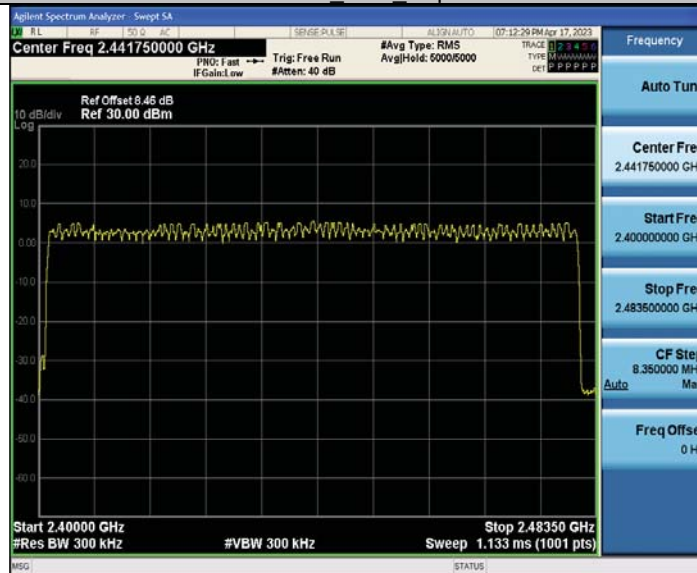 Agilent Spectrum Analyzer - Swept SA
RL RF 50 Ω AC SENSE:PULSE ALIGN AUTO 07:12:29 PM Apr 17, 2023
Center Freq 2.441750000 GHz
PNO: Fast
IFGain:Low
Trig: Free Run
#Atten: 40 dB
#Avg Type: RMS
Avg|Hold: 5000/5000
TRACE 1 2 3 4 5 6
TYPE M
DET P P P P P P
Ref Offset 8.46 dB
10 dB/div Ref 30.00 dBm
Log
20.0
10.0
0.00
-10.0
-20.0
-30.0
-40.0
-50.0
-60.0
Start 2.40000 GHz Stop 2.48350 GHz
#Res BW 300 kHz #VBW 300 kHz Sweep 1.133 ms (1001 pts)
MSG STATUS
Frequency
Auto Tun
Center Fre
2.441750000 GH
Start Fre
2.400000000 GH
Stop Fre
2.483500000 GH
CF Ste
8.350000 MH
Auto Ma
Freq Offse
0 H